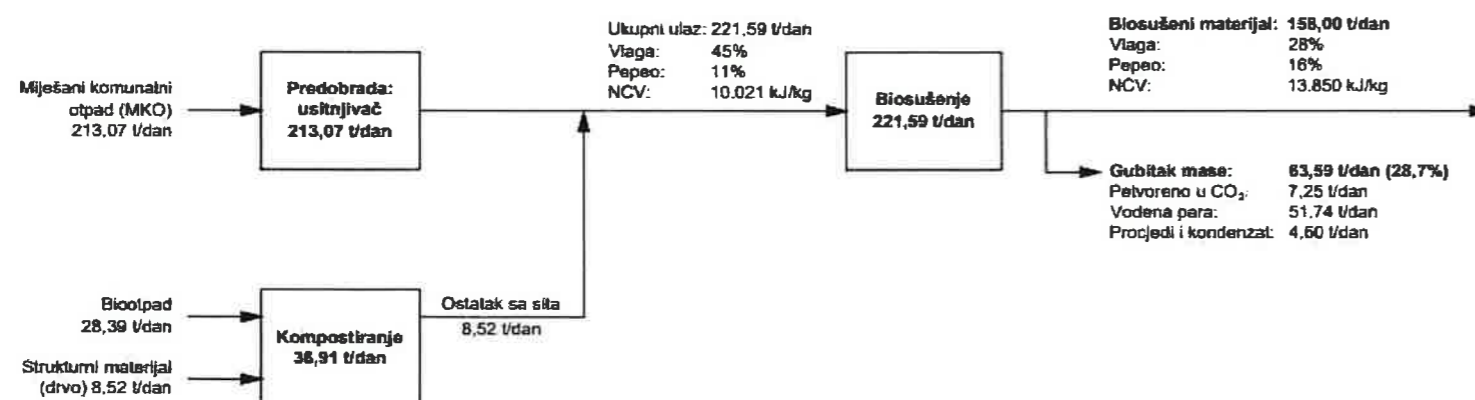 Miješani komunalni
otpad (MKO)
213,07 t/dan
Predobrada:
usitnjivač
213,07 t/dan
Ukupni ulaz: 221,59 t/dan
Vlaga: 45%
Pepeo: 11%
NCV: 10.021 kJ/kg
Biosušenje
221,59 t/dan
Biosušeni materijal: 158,00 t/dan
Vlaga: 28%
Pepeo: 16%
NCV: 13.850 kJ/kg
Gubitak mase: 63,59 t/dan (28,7%)
Petvoreno u CO₂: 7,25 t/dan
Vodena para: 51,74 t/dan
Procjedi i kondenzat: 4,60 t/dan
Biootpad
28,39 t/dan
Strukturni materijal
(drvo) 8,52 t/dan
Kompostiranje
36,91 t/dan
Ostatak sa sita
8,52 t/dan